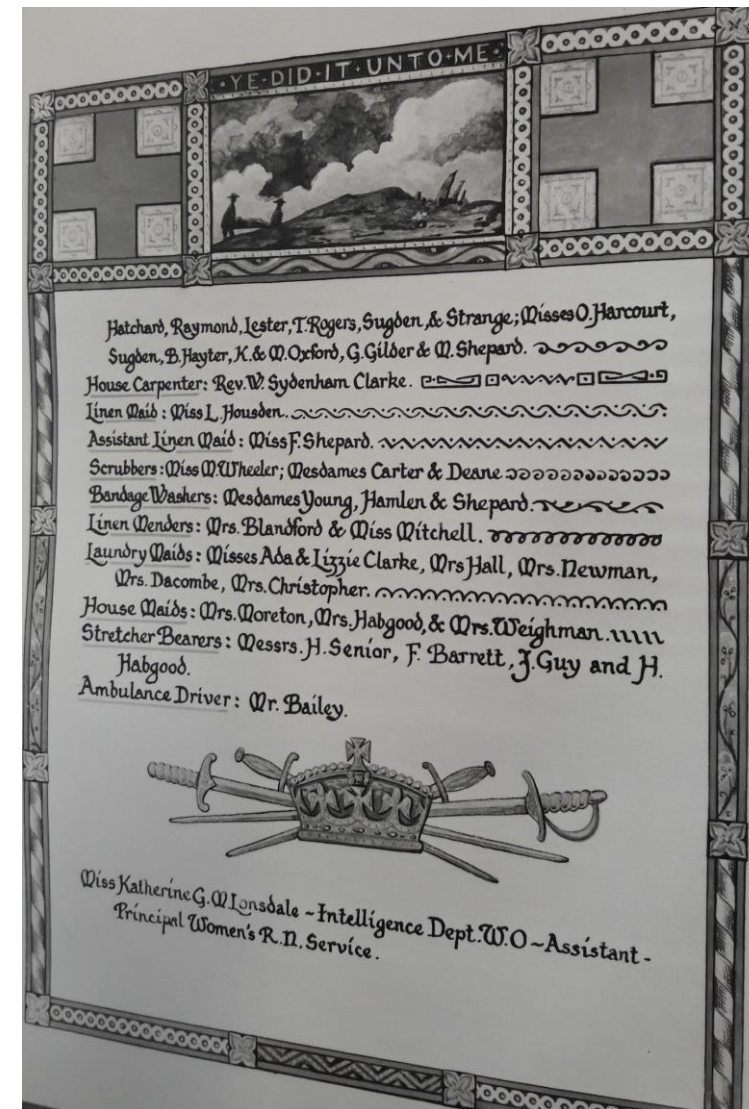 ·YE·DID·IT·UNTO·ME·
Hatchard, Raymond, Lester, T. Rogers, Sugden, & Strange; Misses O. Harcourt,
Sugden, B. Hayter, K. & M. Oxford, G. Gilder & M. Shepard.
House Carpenter: Rev. W. Sydenham Clarke.
Linen Maid: Miss L. Housden.
Assistant Linen Maid: Miss F. Shepard.
Scrubbers: Miss M Wheeler; Mesdames Carter & Deane
Bandage Washers: Mesdames Young, Hamlen & Shepard.
Linen Menders: Mrs. Blandford & Miss Mitchell.
Laundry Maids: Misses Ada & Lizzie Clarke, Mrs Hall, Mrs. Newman,
Mrs. Dacombe, Mrs. Christopher.
House Maids: Mrs. Moreton, Mrs. Habgood, & Mrs. Weighman.
Stretcher Bearers: Messrs. H. Senior, F. Barrett, J. Guy and H.
Habgood.
Ambulance Driver: Mr. Bailey.
Miss Katherine G. M Lonsdale ~ Intelligence Dept. W.O ~ Assistant -
Principal Women's R. N. Service.